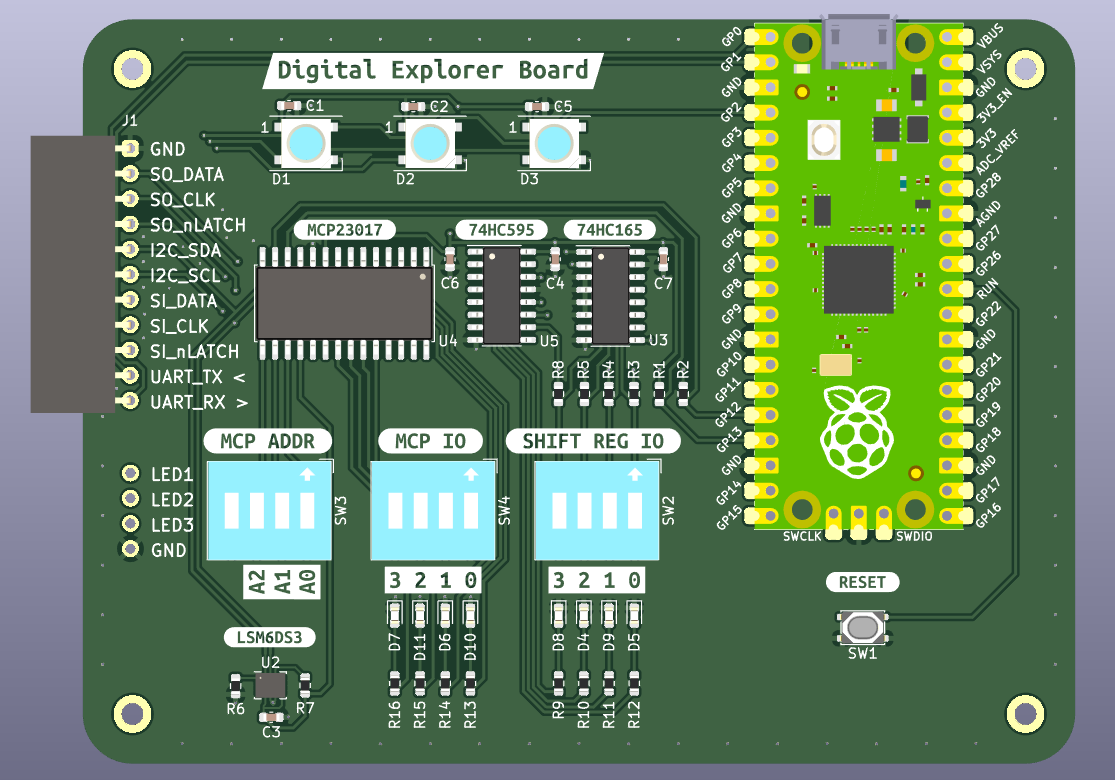 Digital Explorer Board
C1
C2
C5
1
1
1
D1
D2
D3
J1
GND
SO_DATA
SO_CLK
SO_nLATCH
I2C_SDA
I2C_SCL
SI_DATA
SI_CLK
SI_nLATCH
UART_TX <
UART_RX >
MCP23017
74HC595
74HC165
C6
C4
C7
U4
U5
U3
R8
R5
R4
R3
R1
R2
GP0
GP1
GND
GP2
GP3
GP4
GP5
GND
GP6
GP7
GP8
GP9
GND
GP10
GP11
GP12
GP13
GND
GP14
GP15
VBUS
VSYS
GND
3V3_EN
3V3
ADC_VREF
GP28
AGND
GP27
GP26
RUN
GP22
GND
GP21
GP20
GP19
GP18
GND
GP17
GP16
SWCLK
SWDIO
MCP ADDR
MCP IO
SHIFT REG IO
LED1
LED2
LED3
GND
SW3
SW4
SW2
A2
A1
A0
3 2 1 0
3 2 1 0
D7
D11
D6
D10
D8
D4
D9
D5
R16
R15
R14
R13
R9
R10
R11
R12
LSM6DS3
U2
R6
R7
C3
RESET
SW1